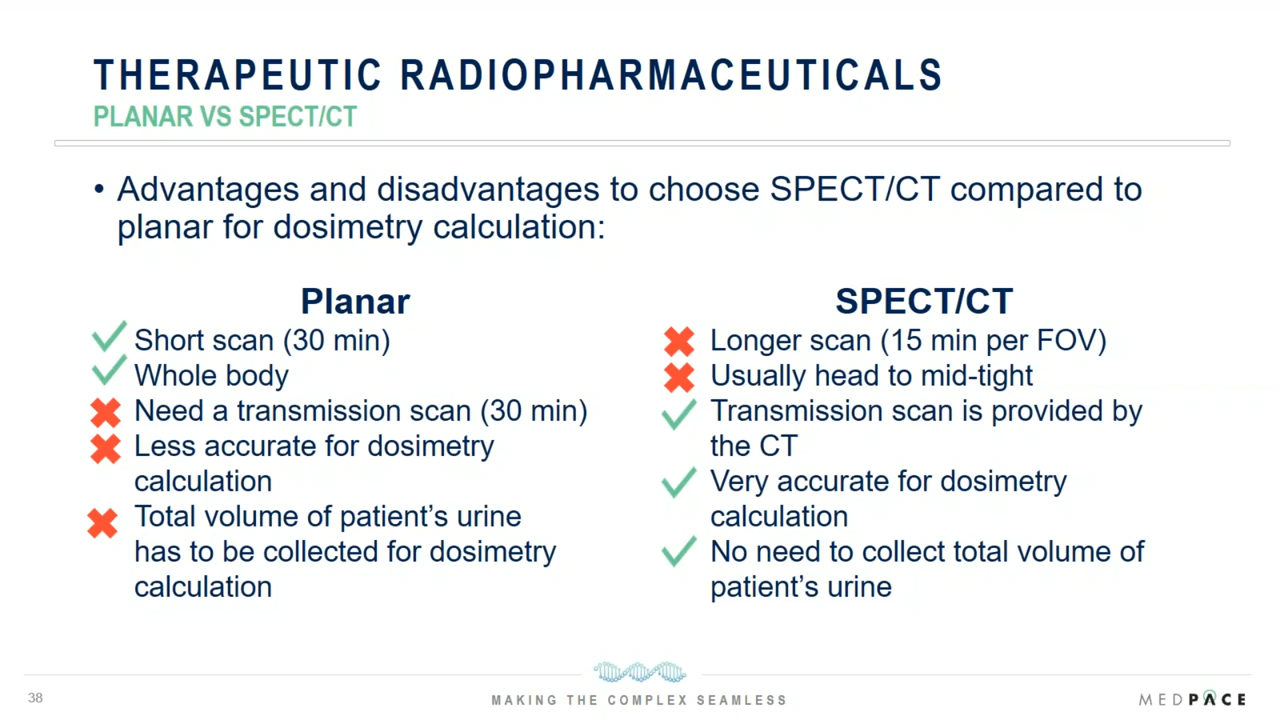 THERAPEUTIC RADIOPHARMACEUTICALS
PLANAR VS SPECT/CT
• Advantages and disadvantages to choose SPECT/CT compared to
planar for dosimetry calculation:
Planar
Short scan (30 min)
Whole body
Need a transmission scan (30 min)
Less accurate for dosimetry
calculation
Total volume of patient’s urine
has to be collected for dosimetry
calculation
SPECT/CT
Longer scan (15 min per FOV)
Usually head to mid-tight
Transmission scan is provided by
the CT
Very accurate for dosimetry
calculation
No need to collect total volume of
patient’s urine
38
MAKING THE COMPLEX SEAMLESS
MEDPACE